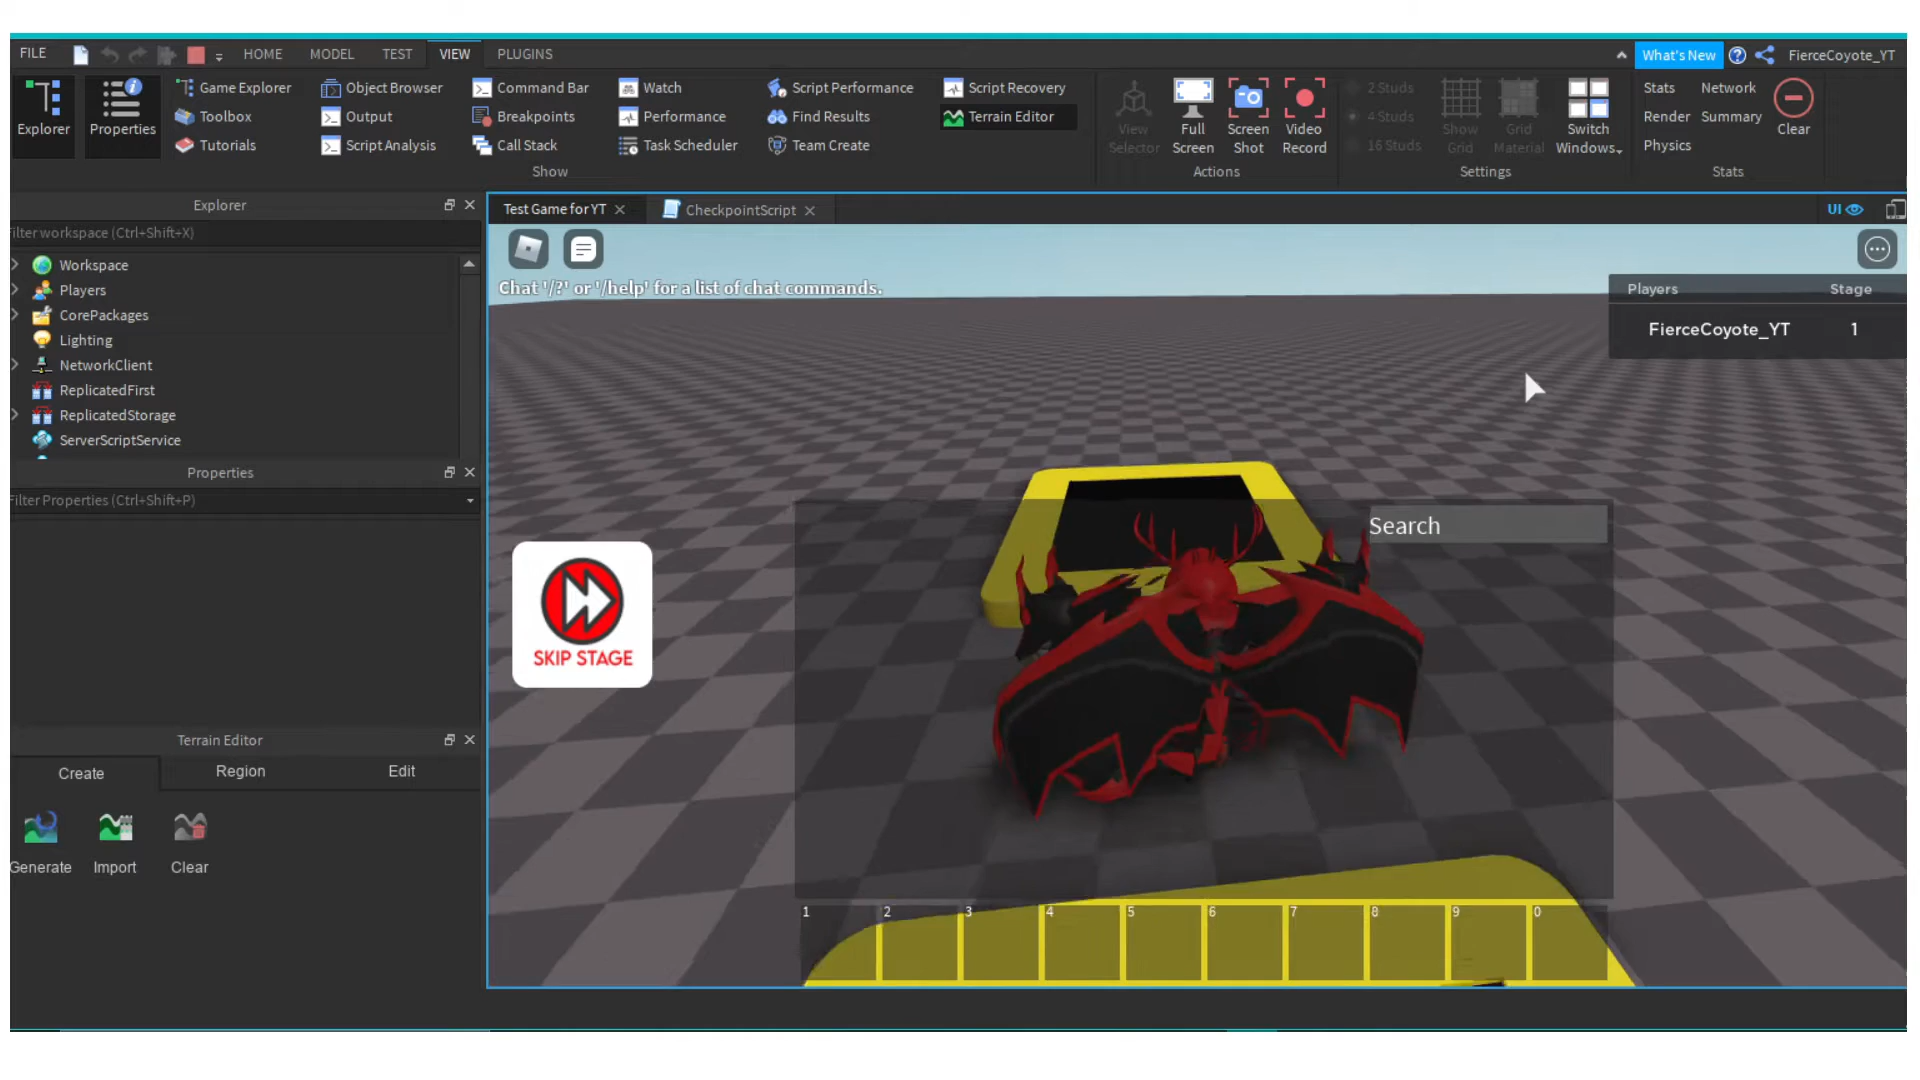 FILE HOME MODEL TEST VIEW PLUGINS What's New FierceCoyote_YT
Explorer
Properties
Game Explorer
Toolbox
Tutorials
Object Browser
Output
Script Analysis
Command Bar
Breakpoints
Call Stack
Watch
Performance
Task Scheduler
Script Performance
Find Results
Team Create
Script Recovery
Terrain Editor
Show
View
Selector
Full
Screen
Screen
Shot
Video
Record
Actions
2 Studs
4 Studs
16 Studs
Show
Grid
Grid
Material
Switch
Windows
Settings
Stats Network
Render Summary
Physics
Clear
Stats
Explorer
Filter workspace (Ctrl+Shift+X)
Workspace
Players
CorePackages
Lighting
NetworkClient
ReplicatedFirst
ReplicatedStorage
ServerScriptService
Properties
Filter Properties (Ctrl+Shift+P)
Terrain Editor
Create Region Edit
Generate Import Clear
Test Game for YT CheckpointScript UI
Chat '/?' or '/help' for a list of chat commands.
Players Stage
FierceCoyote_YT 1
Search
SKIP STAGE
1 2 3 4 5 6 7 8 9 0